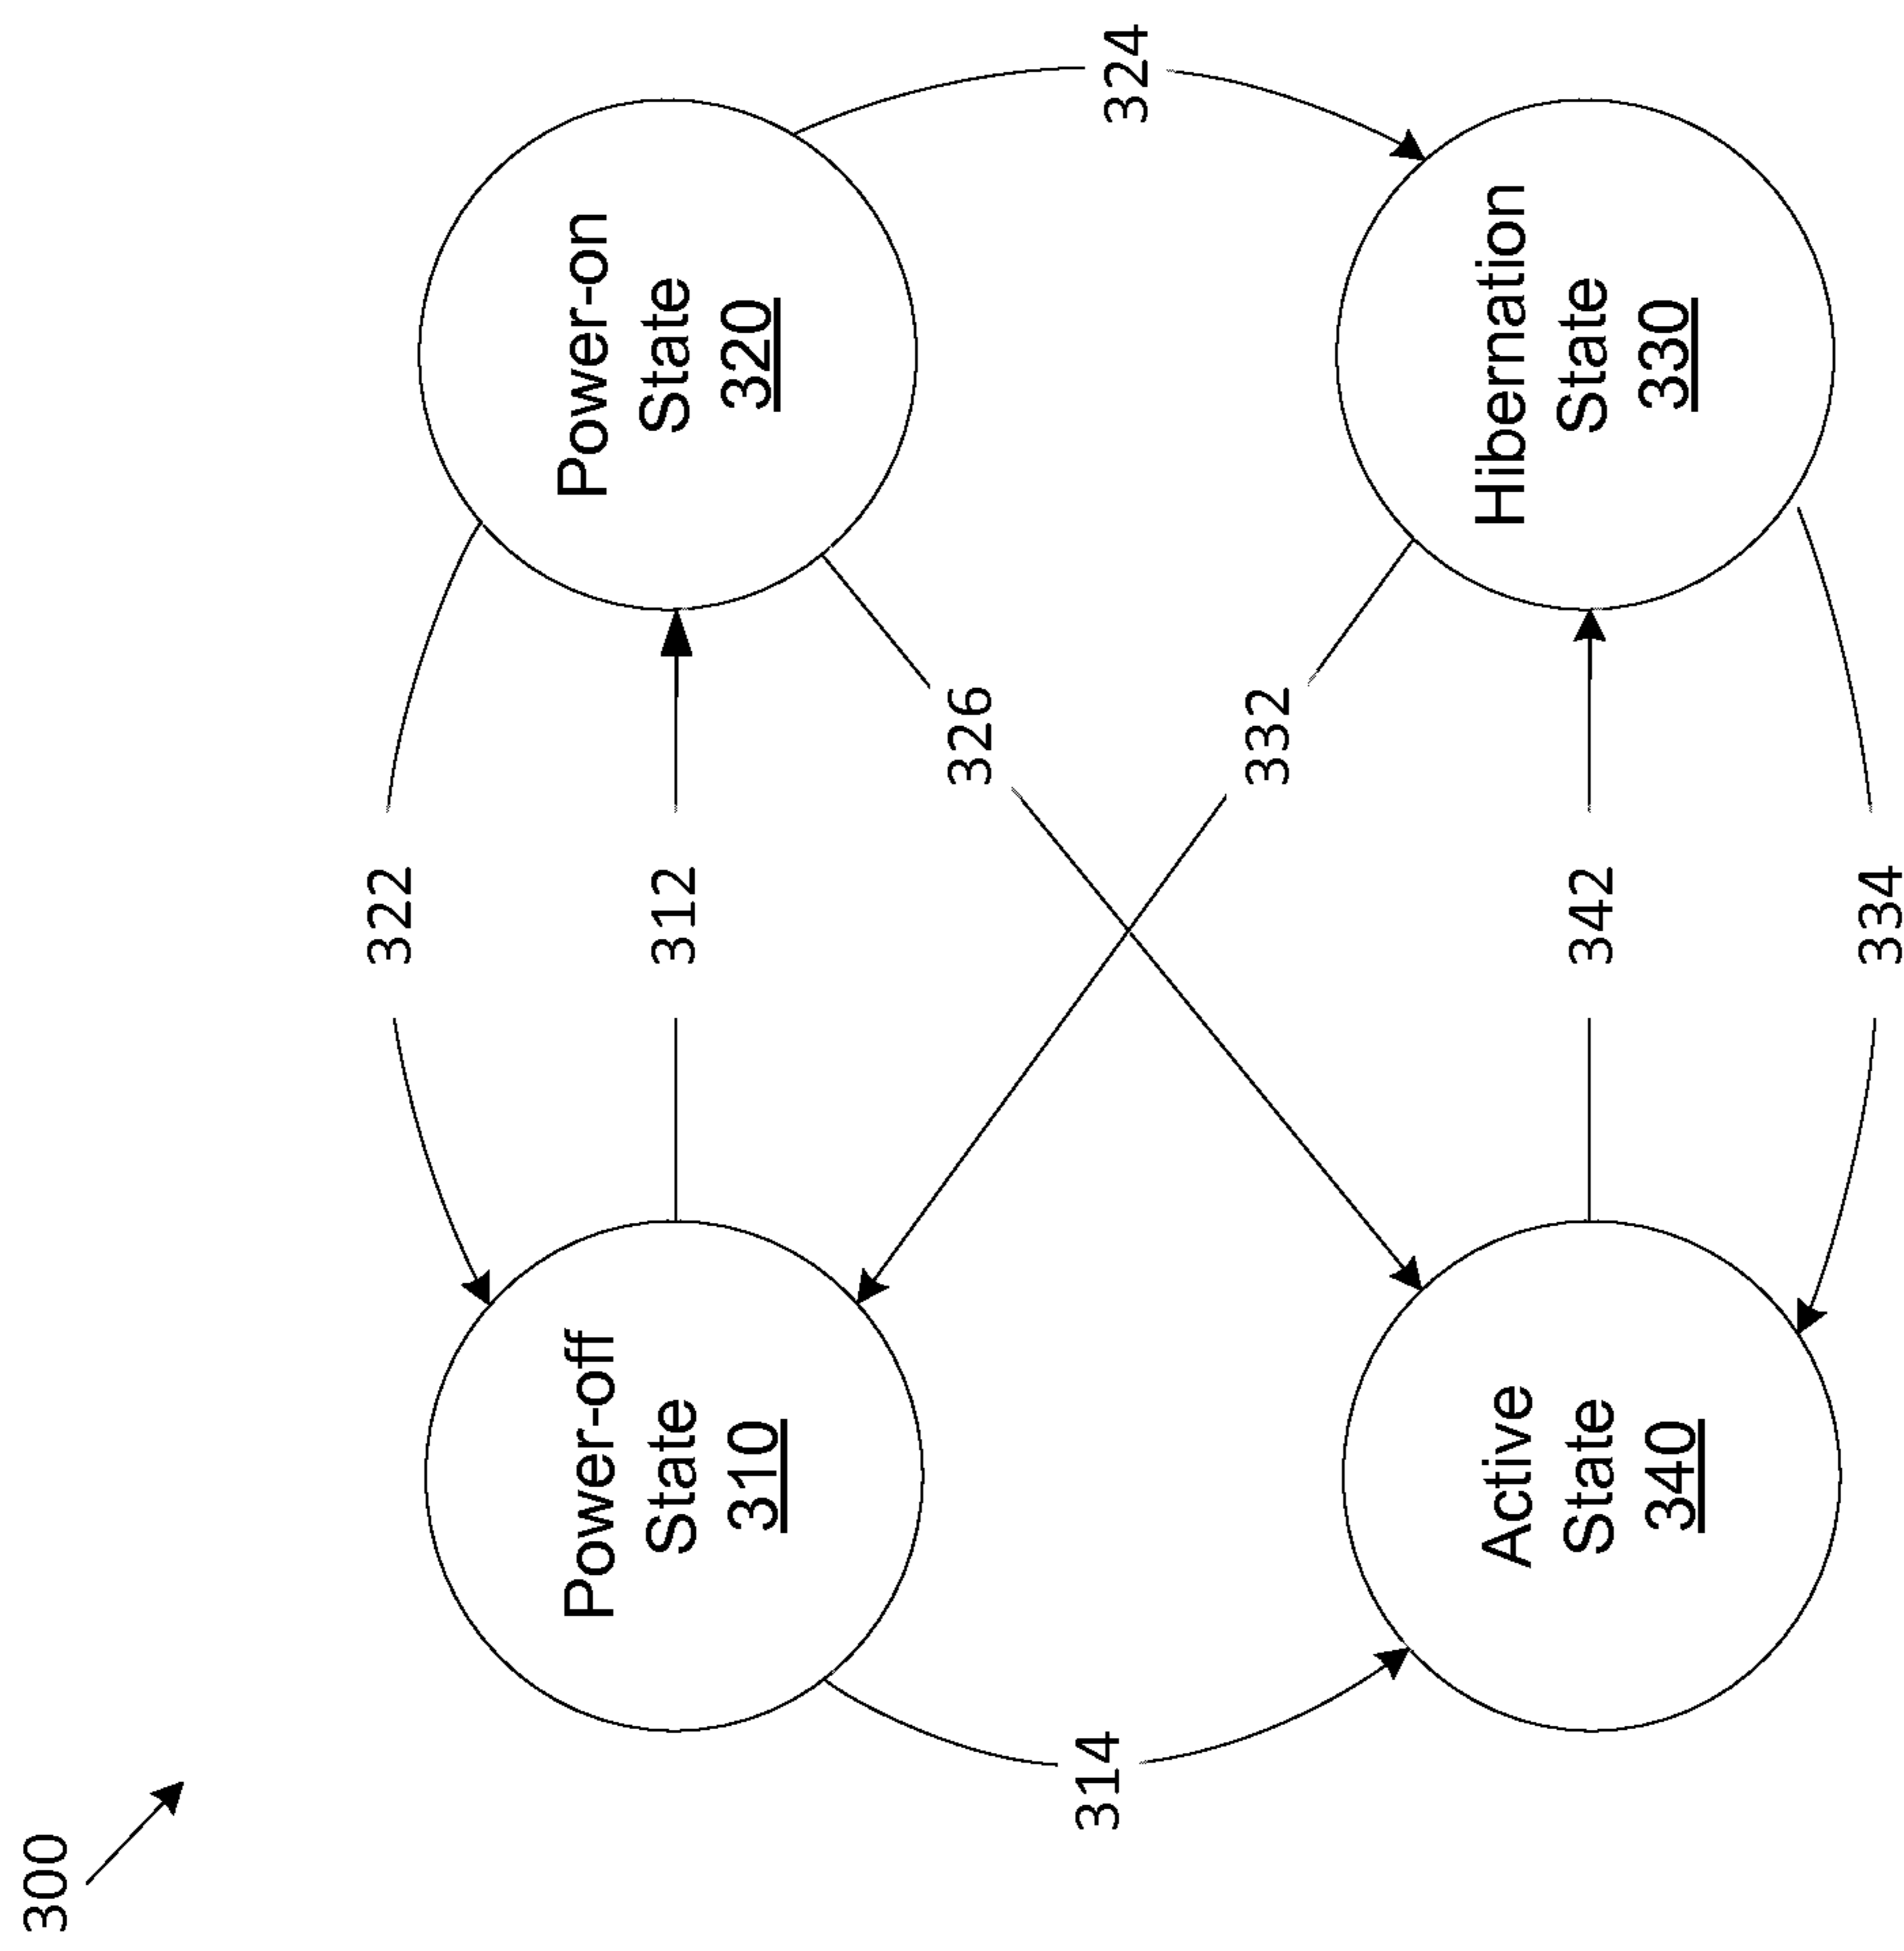 300
322
Power-off
State
310
312
Power-on
State
320
326
314
324
332
Active
State
340
342
Hibernation
State
330
334